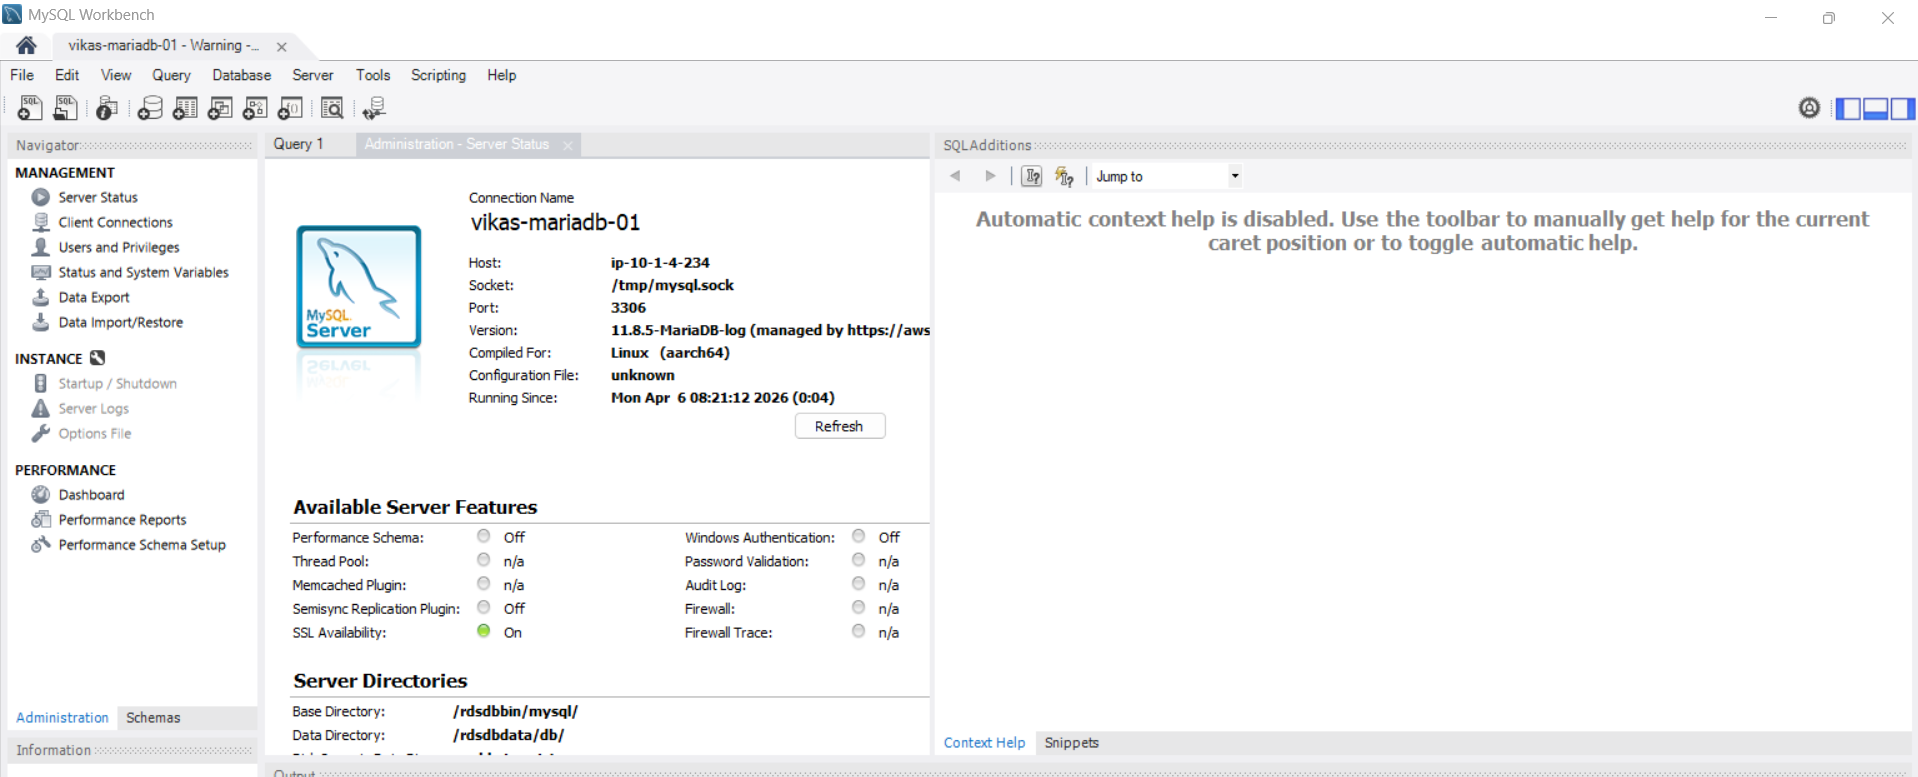 MySQL Workbench
vikas-mariadb-01 - Warning -...
File Edit View Query Database Server Tools Scripting Help
Navigator
MANAGEMENT
Server Status
Client Connections
Users and Privileges
Status and System Variables
Data Export
Data Import/Restore
INSTANCE
Startup / Shutdown
Server Logs
Options File
PERFORMANCE
Dashboard
Performance Reports
Performance Schema Setup
Administration Schemas
Information
Query 1 Administration - Server Status
Connection Name
vikas-mariadb-01
MySQL
Server
Host: ip-10-1-4-234
Socket: /tmp/mysql.sock
Port: 3306
Version: 11.8.5-MariaDB-log (managed by https://aws
Compiled For: Linux (aarch64)
Configuration File: unknown
Running Since: Mon Apr 6 08:21:12 2026 (0:04)
Refresh
Available Server Features
Performance Schema: Off Windows Authentication: Off
Thread Pool: n/a Password Validation: n/a
Memcached Plugin: n/a Audit Log: n/a
Semisync Replication Plugin: Off Firewall: n/a
SSL Availability: On Firewall Trace: n/a
Server Directories
Base Directory: /rdsdbbin/mysql/
Data Directory: /rdsdbdata/db/
Output
SQLAdditions
Jump to
Automatic context help is disabled. Use the toolbar to manually get help for the current
caret position or to toggle automatic help.
Context Help Snippets